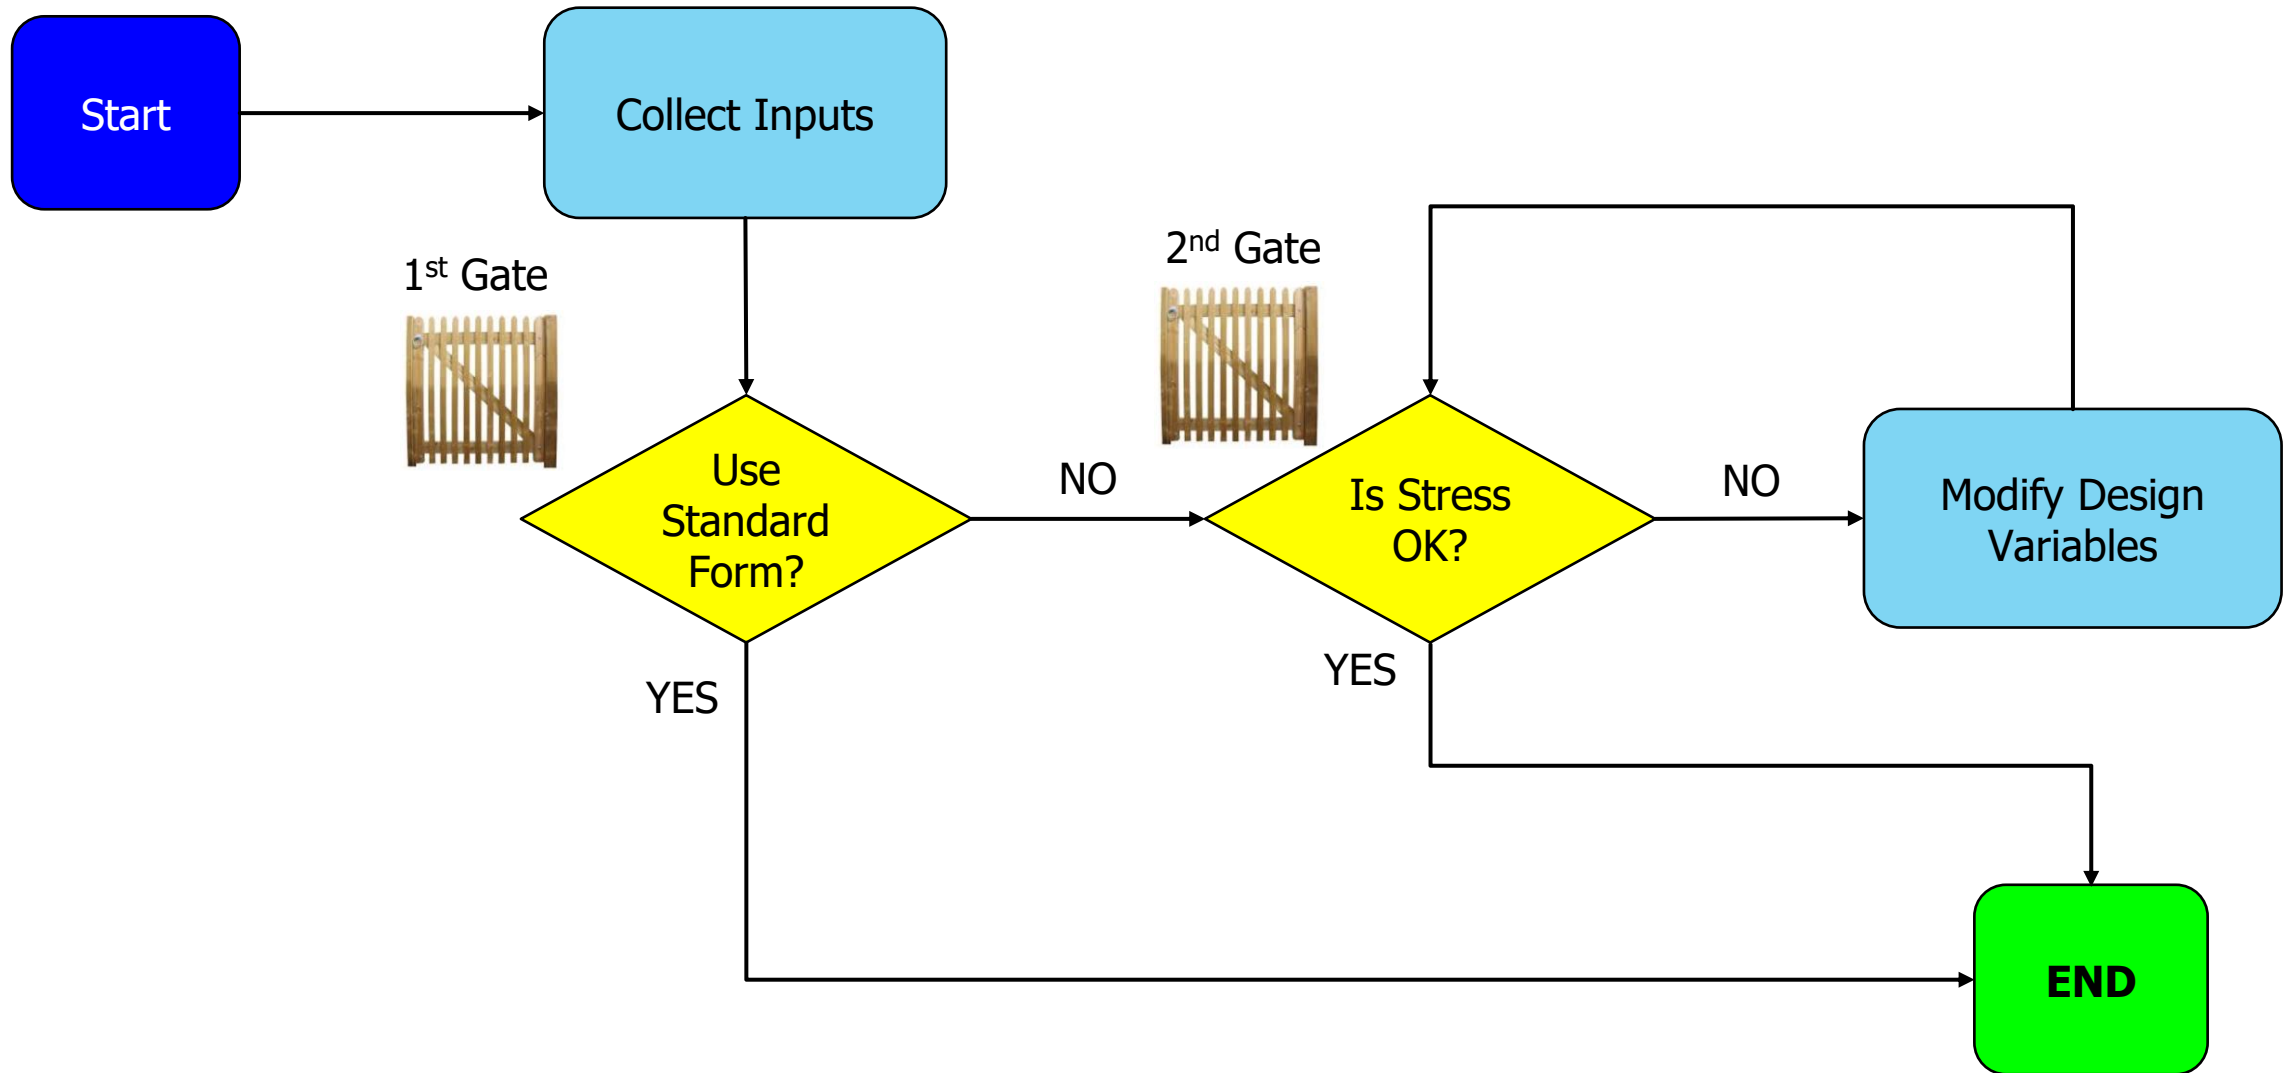 Start
Collect Inputs
1st Gate
2nd Gate
Use
Standard
Form?
NO
Is Stress
OK?
NO
Modify Design
Variables
YES
YES
END